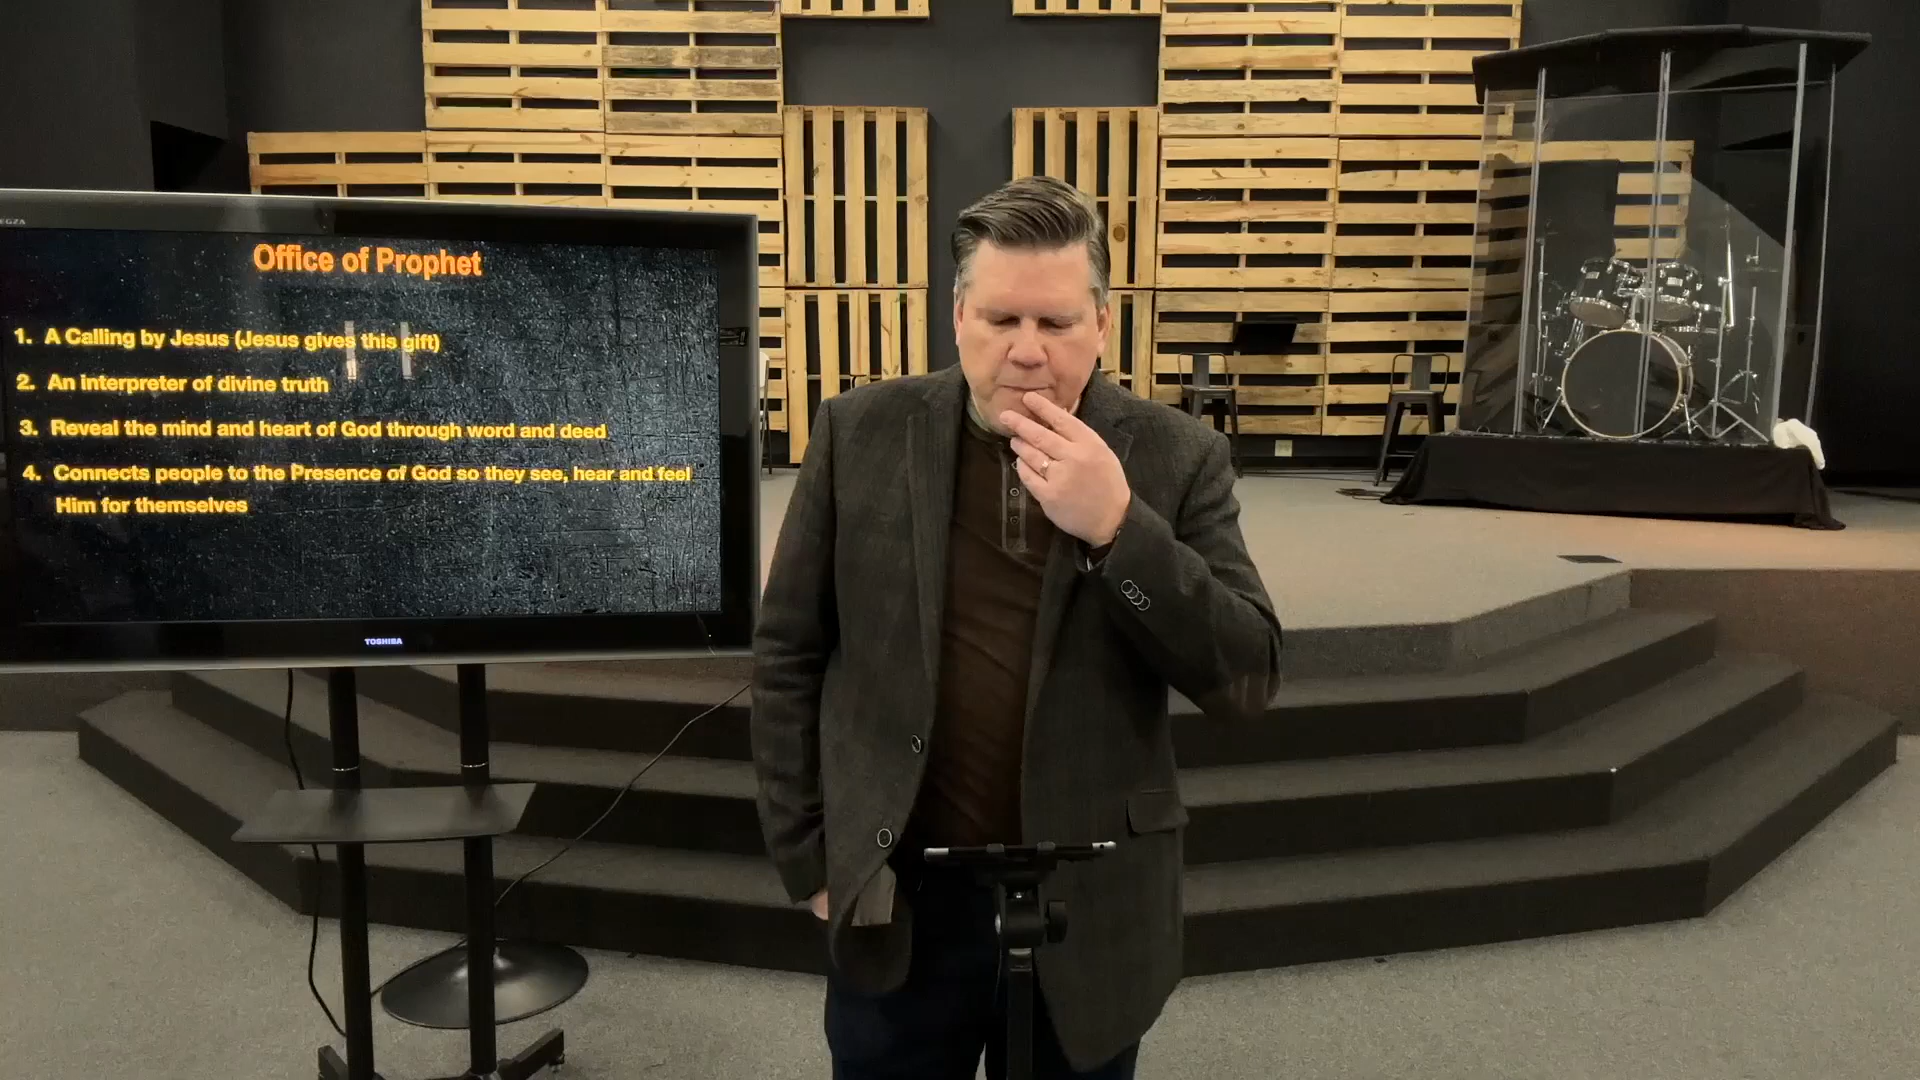 EGZA
Office of Prophet
1. A Calling by Jesus (Jesus gives this gift)
2. An interpreter of divine truth
3. Reveal the mind and heart of God through word and deed
4. Connects people to the Presence of God so they see, hear and feel
Him for themselves
TOSHIBA